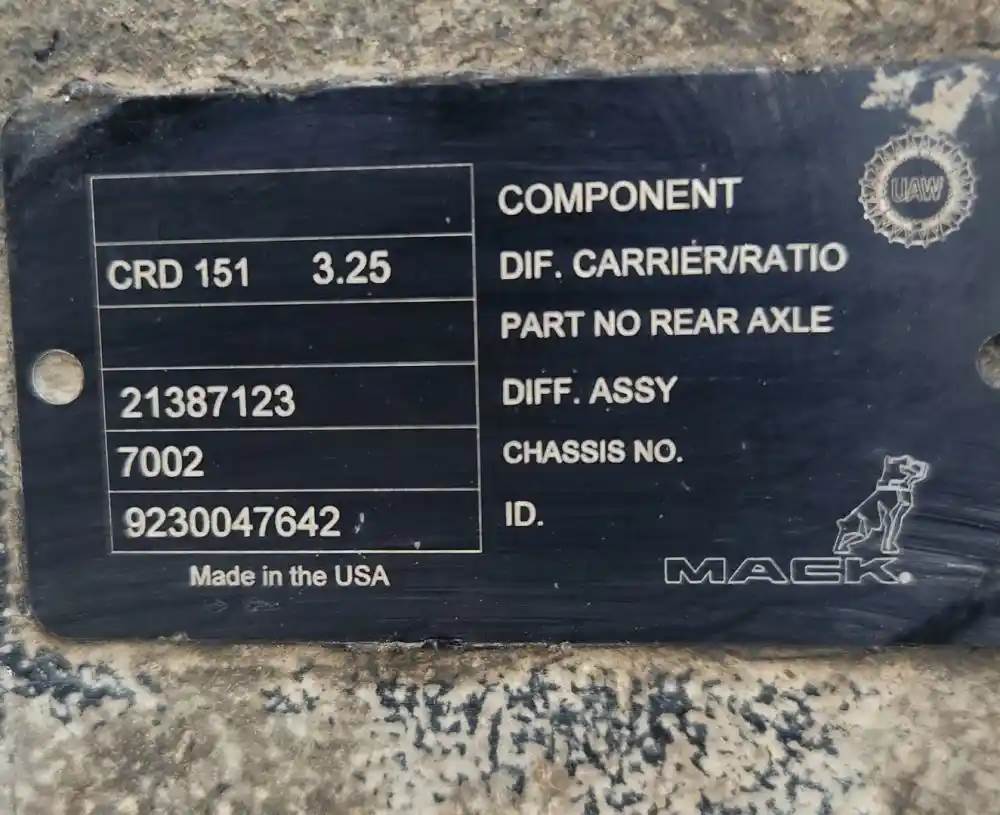 UAW
COMPONENT
CRD 151 3.25 DIF. CARRIER/RATIO
PART NO REAR AXLE
21387123 DIFF. ASSY
7002 CHASSIS NO.
9230047642 ID.
Made in the USA
MACK.